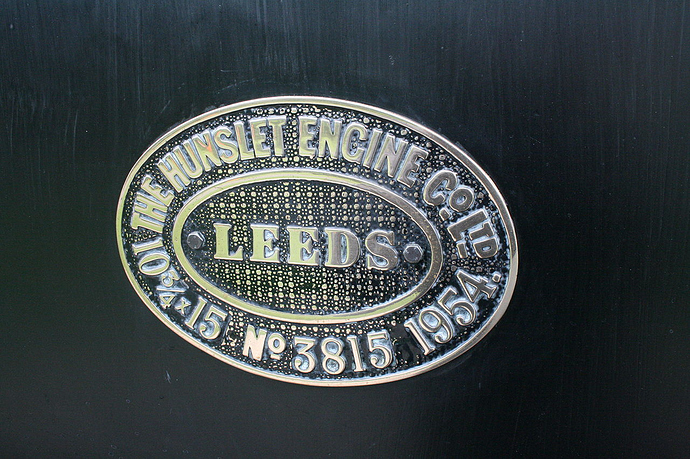 THE HUNSLET ENGINE CO. LTD
LEEDS
10¾ x 15 No 3815 1954.